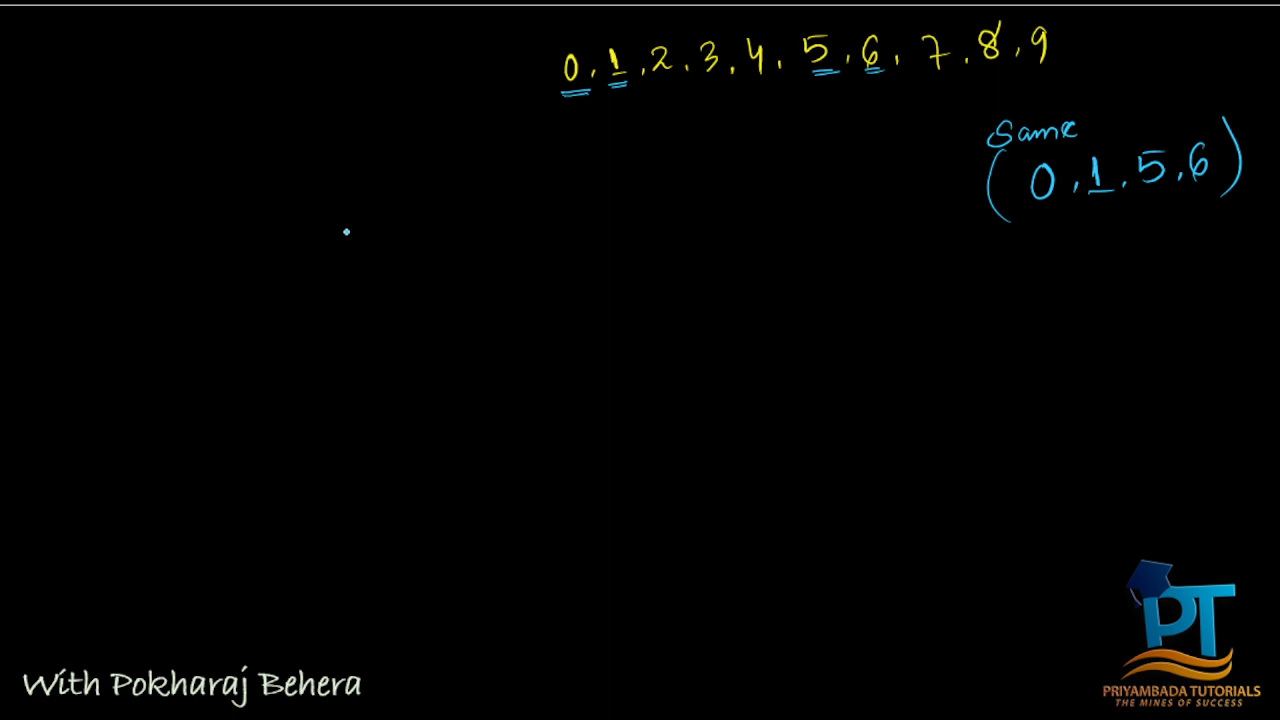 0, 1, 2, 3, 4, 5, 6, 7, 8, 9
Same
(0, 1, 5, 6)
PT
With Pokharaj Behera
PRIYAMBADA TUTORIALS
THE MINES OF SUCCESS